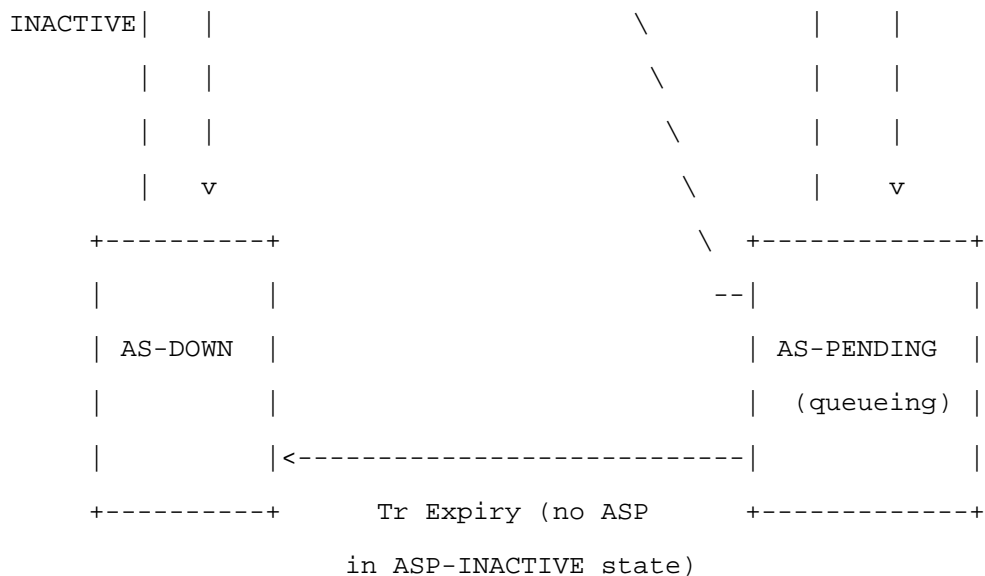 INACTIVE|   |                           \            |    |
        |   |                            \           |    |
        |   |                             \          |    |
        |   v                              \         |    v
     +----------+                           \  +-------------+
     |          |                            --|             |
     | AS-DOWN  |                              | AS-PENDING  |
     |          |                              |  (queueing) |
     |          |<-----------------------------|             |
     +----------+      Tr Expiry (no ASP       +-------------+
                     in ASP-INACTIVE state)